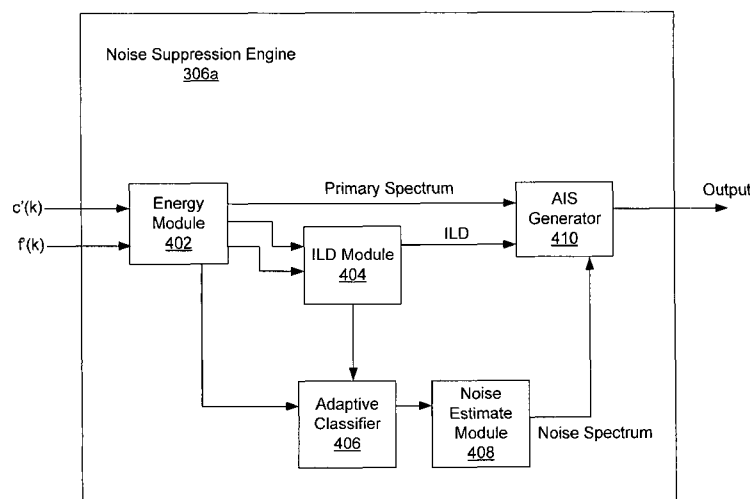 Noise Suppression Engine
306a
c'(k)
f'(k)
Energy
Module
402
Primary Spectrum
ILD Module
404
ILD
AIS
Generator
410
Output
Adaptive
Classifier
406
Noise
Estimate
Module
408
Noise Spectrum